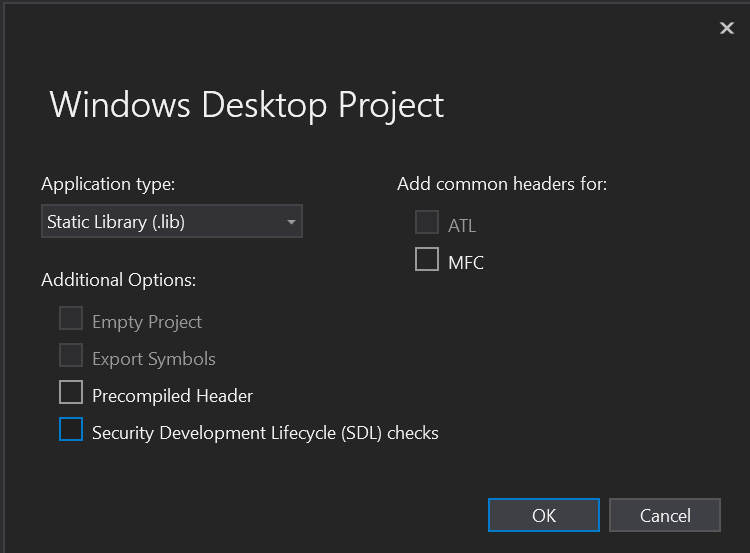 Windows Desktop Project
Application type:
Static Library (.lib)
Additional Options:
Empty Project
Export Symbols
Precompiled Header
Security Development Lifecycle (SDL) checks
Add common headers for:
ATL
MFC
OK
Cancel